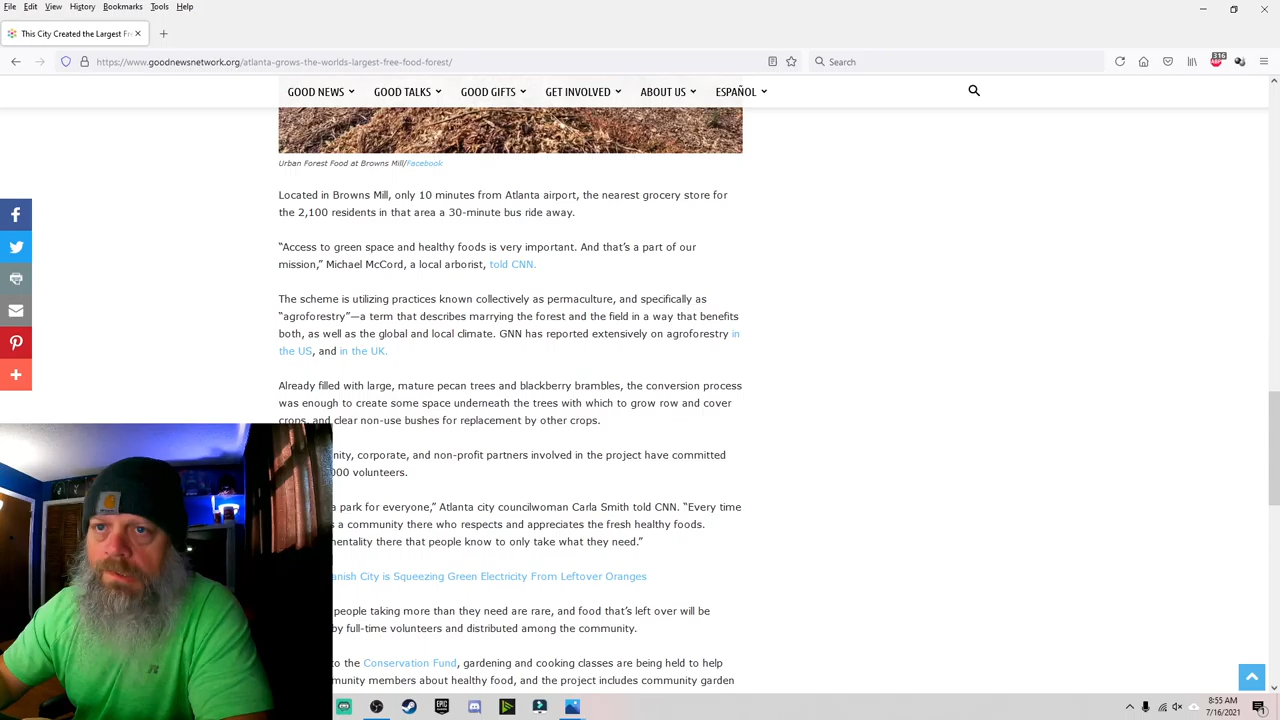 File Edit View History Bookmarks Tools Help
This City Created the Largest Fr
https://www.goodnewsnetwork.org/atlanta-grows-the-worlds-largest-free-food-forest/
Search
316
ABP
GOOD NEWS GOOD TALKS GOOD GIFTS GET INVOLVED ABOUT US ESPAÑOL
Urban Forest Food at Browns Mill/Facebook
Located in Browns Mill, only 10 minutes from Atlanta airport, the nearest grocery store for
the 2,100 residents in that area a 30-minute bus ride away.
“Access to green space and healthy foods is very important. And that’s a part of our
mission,” Michael McCord, a local arborist, told CNN.
The scheme is utilizing practices known collectively as permaculture, and specifically as
“agroforestry”—a term that describes marrying the forest and the field in a way that benefits
both, as well as the global and local climate. GNN has reported extensively on agroforestry in
the US, and in the UK.
Already filled with large, mature pecan trees and blackberry brambles, the conversion process
was enough to create some space underneath the trees with which to grow row and cover
crops, and clear non-use bushes for replacement by other crops.
nity, corporate, and non-profit partners involved in the project have committed
000 volunteers.
a park for everyone,” Atlanta city councilwoman Carla Smith told CNN. “Every time
s a community there who respects and appreciates the fresh healthy foods.
mentality there that people know to only take what they need.”
anish City is Squeezing Green Electricity From Leftover Oranges
people taking more than they need are rare, and food that’s left over will be
by full-time volunteers and distributed among the community.
to the Conservation Fund, gardening and cooking classes are being held to help
munity members about healthy food, and the project includes community garden
EPIC
8:55 AM
7/16/2021